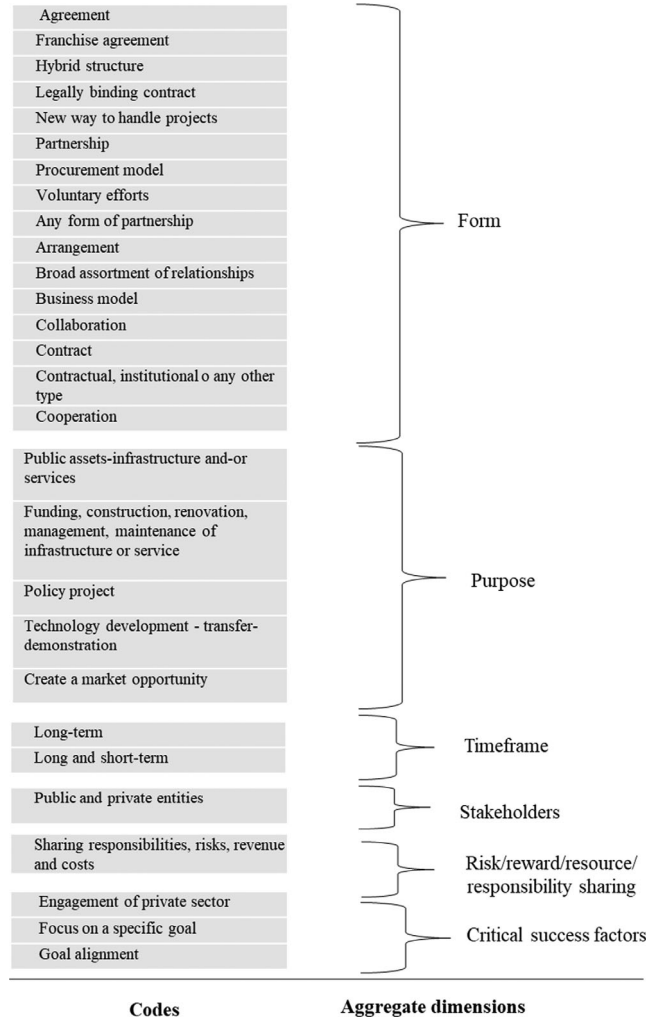 Agreement
Franchise agreement
Hybrid structure
Legally binding contract
New way to handle projects
Partnership
Procurement model
Voluntary efforts
Any form of partnership
Arrangement
Broad assortment of relationships
Business model
Collaboration
Contract
Contractual, institutional o any other
type
Cooperation
Form
Public assets-infrastructure and-or
services
Funding, construction, renovation,
management, maintenance of
infrastructure or service
Policy project
Technology development - transfer-
demonstration
Create a market opportunity
Purpose
Long-term
Long and short-term
Timeframe
Public and private entities
Stakeholders
Sharing responsibilities, risks, revenue
and costs
Risk/reward/resource/
responsibility sharing
Engagement of private sector
Focus on a specific goal
Goal alignment
Critical success factors
Codes
Aggregate dimensions